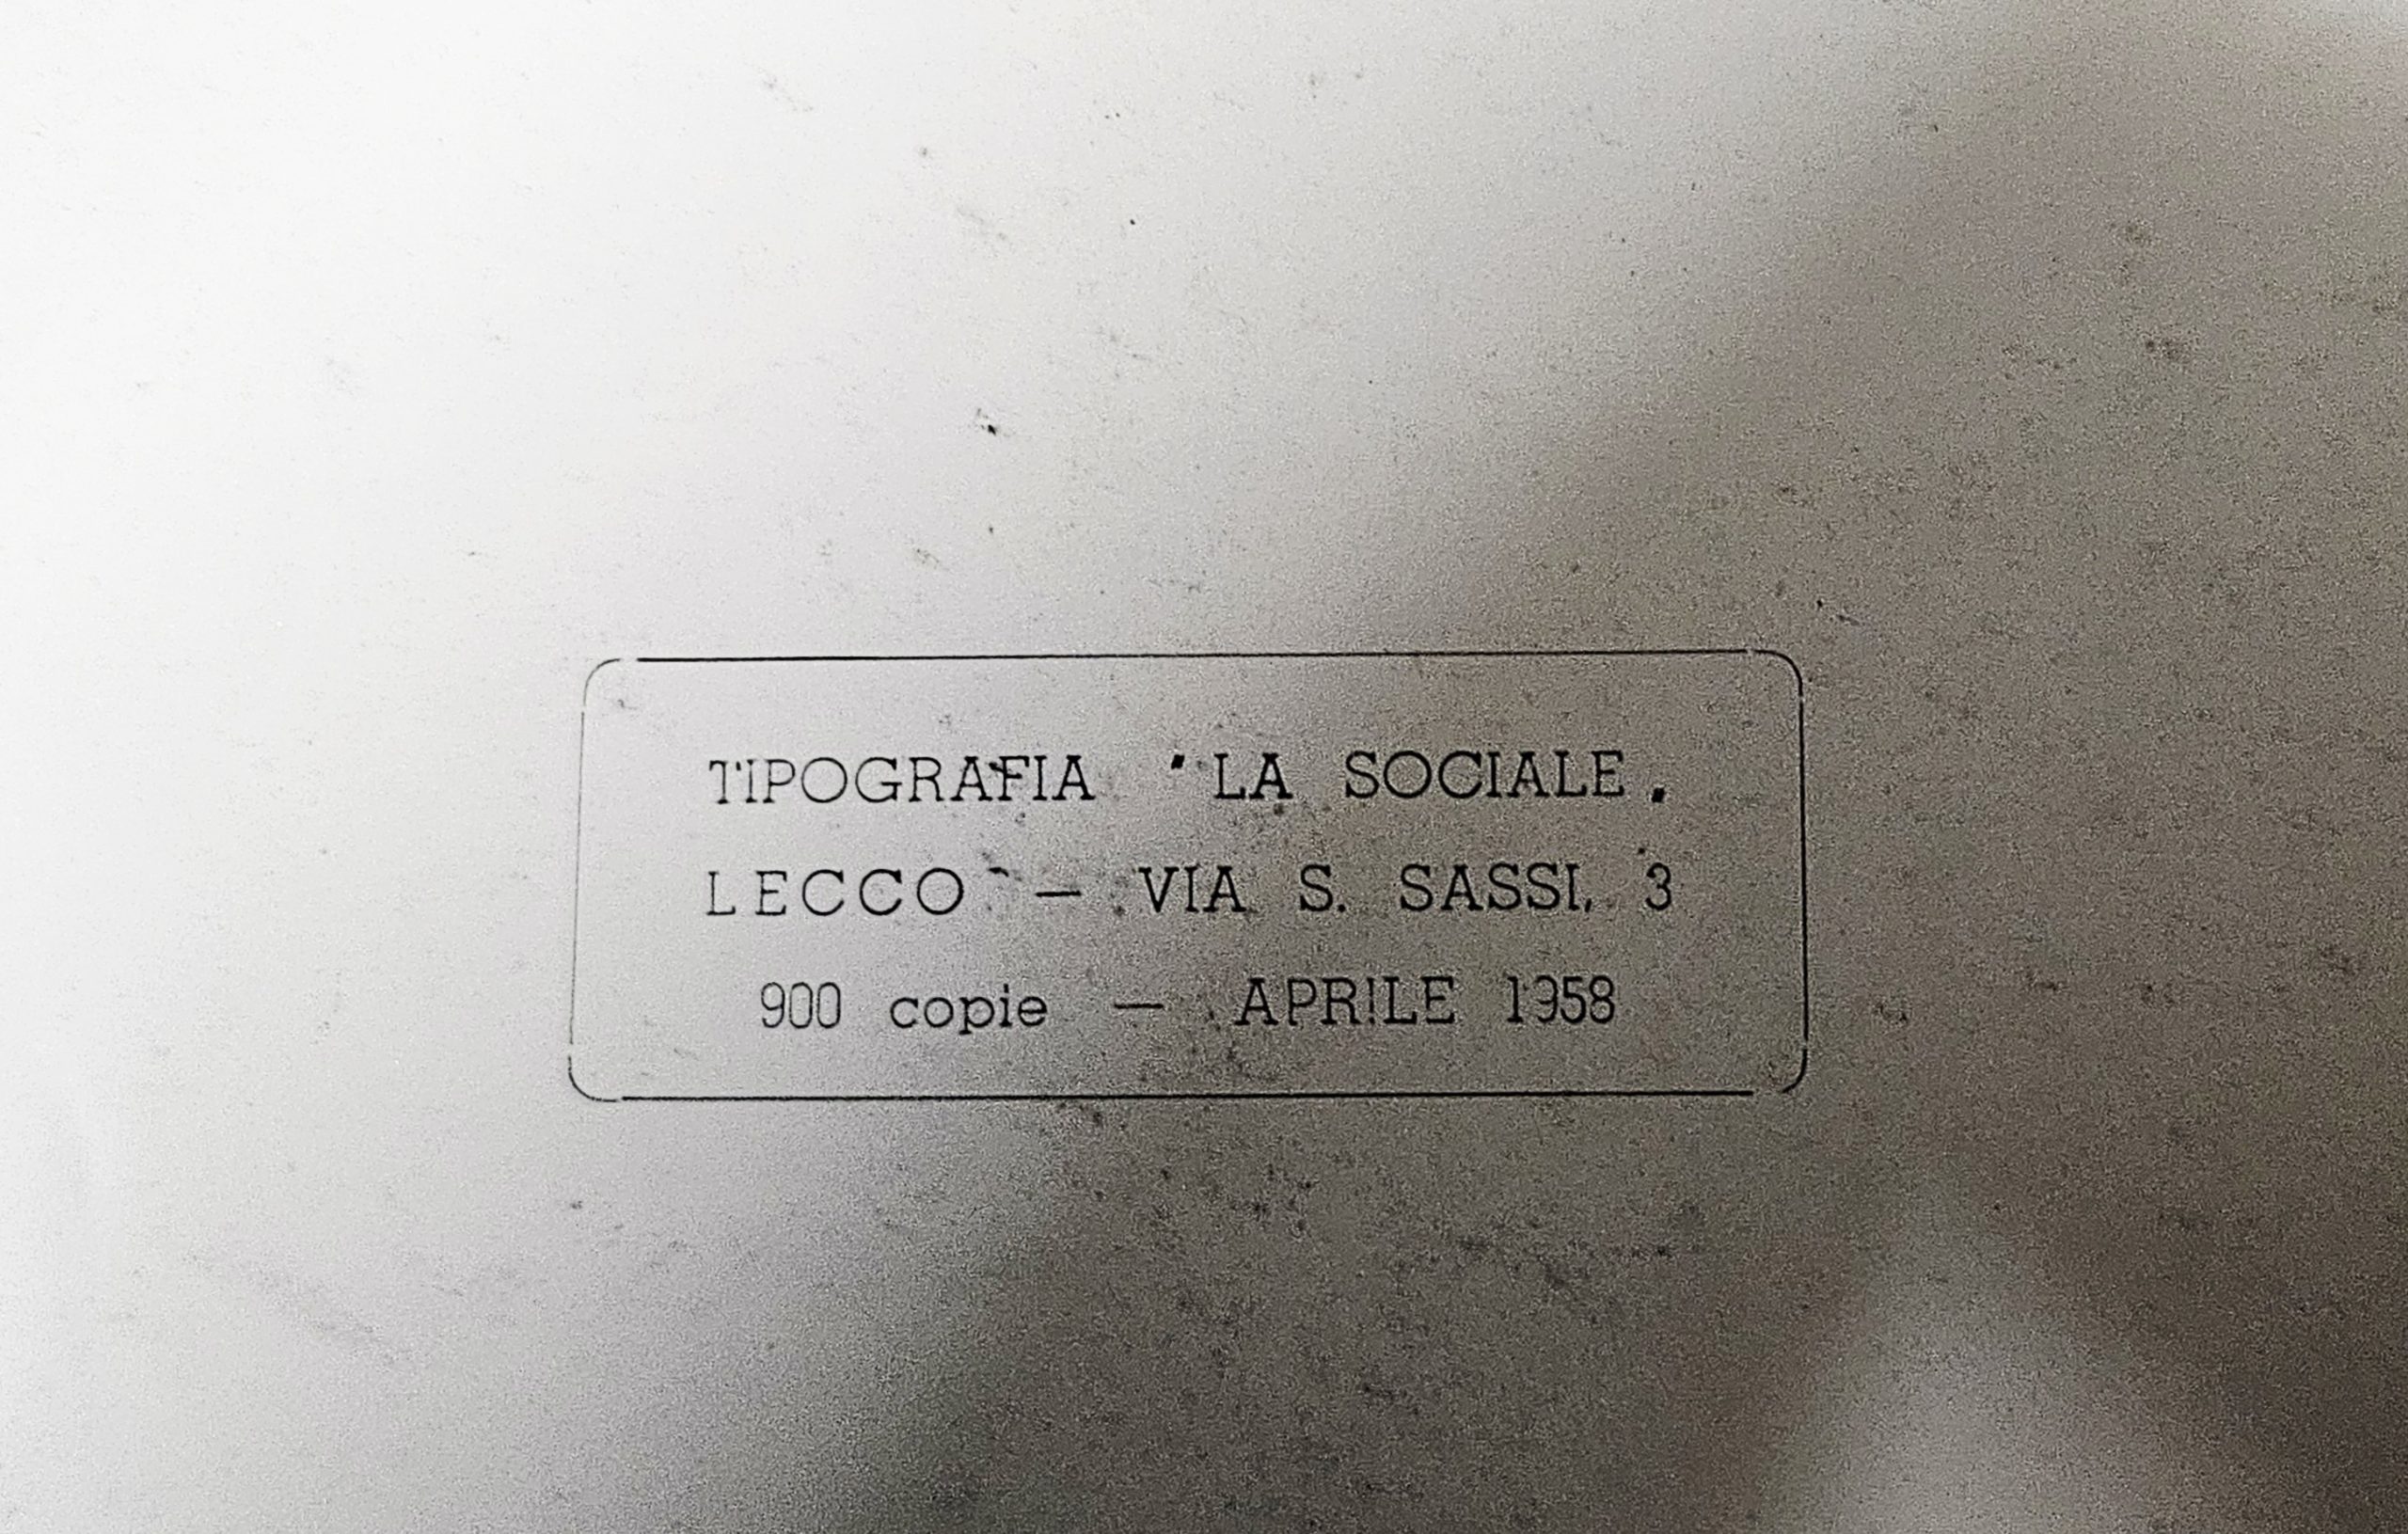 TIPOGRAFIA " LA SOCIALE „
LECCO — VIA S. SASSI, 3
900 copie — APRILE 1958